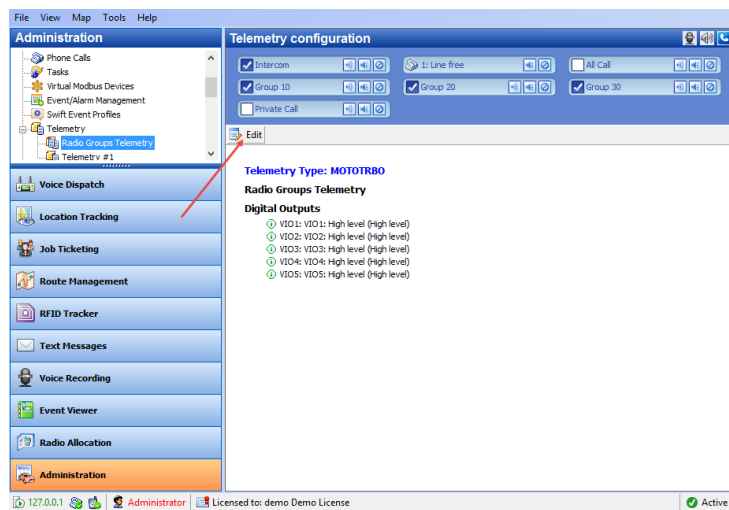 File View Map Tools Help
Administration
Telemetry configuration
Phone Calls
Tasks
Virtual Modbus Devices
Event/Alarm Management
Swift Event Profiles
Telemetry
Radio Groups Telemetry
Telemetry #1
Intercom
1: Line free
All Call
Group 10
Group 20
Group 30
Private Call
Edit
Telemetry Type: MOTOTRBO
Radio Groups Telemetry
Digital Outputs
VIO1: VIO1: High level (High level)
VIO2: VIO2: High level (High level)
VIO3: VIO3: High level (High level)
VIO4: VIO4: High level (High level)
VIO5: VIO5: High level (High level)
Voice Dispatch
Location Tracking
Job Ticketing
Route Management
RFID Tracker
Text Messages
Voice Recording
Event Viewer
Radio Allocation
Administration
127.0.0.1 Administrator Licensed to: demo Demo License Active